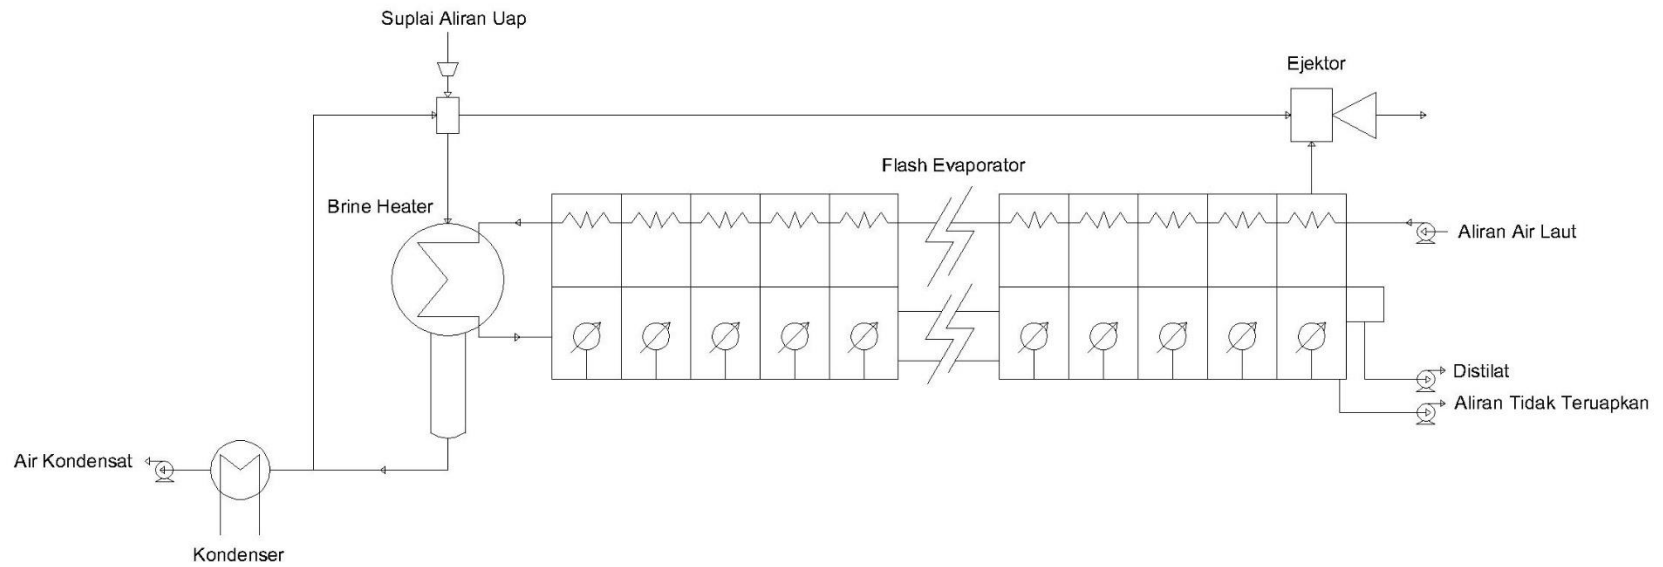 Suplai Aliran Uap
Ejektor
Flash Evaporator
Brine Heater
Aliran Air Laut
Distilat
Aliran Tidak Teruapkan
Air Kondensat
Kondenser